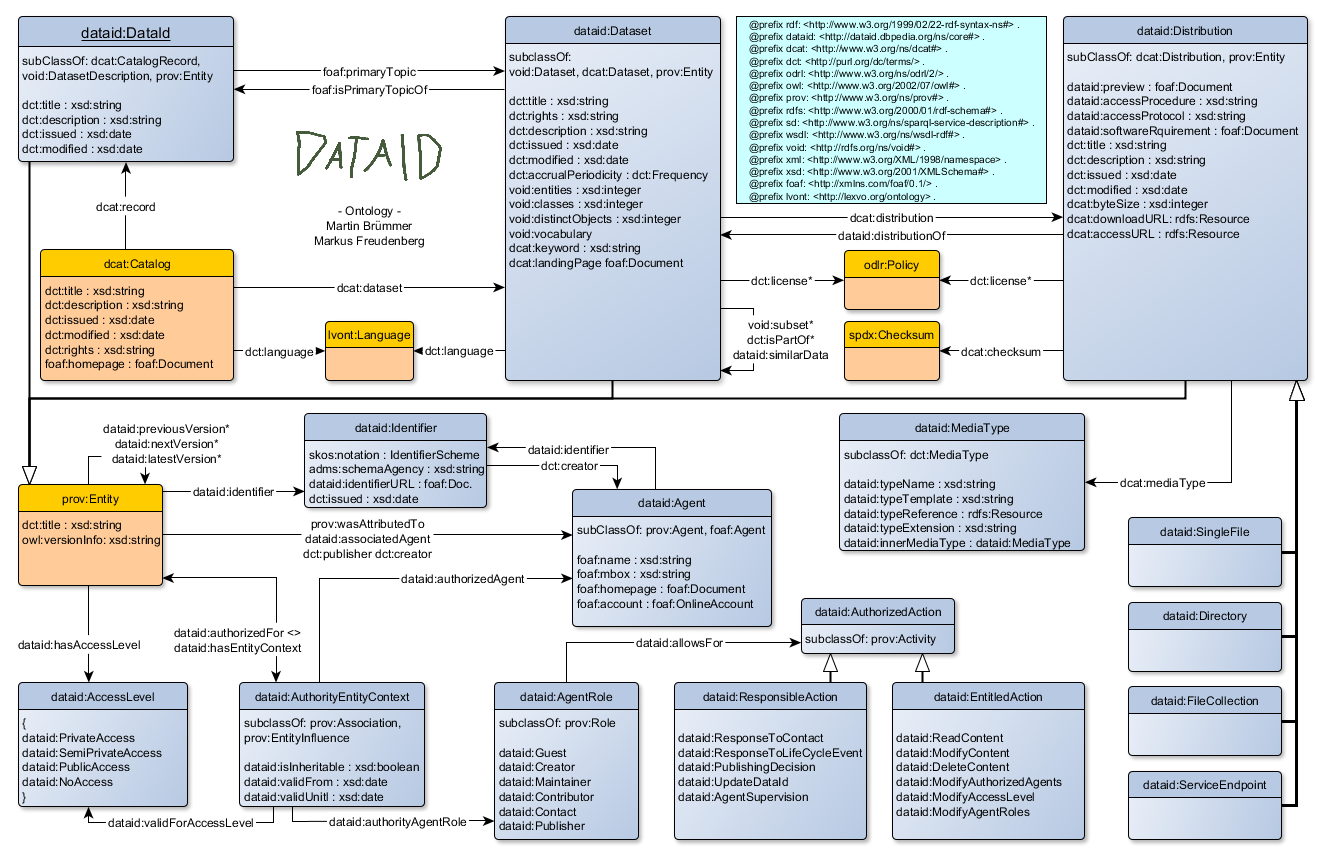 dataid:DataId
subClassOf: dcat:CatalogRecord,
void:DatasetDescription, prov:Entity
dct:title : xsd:string
dct:description : xsd:string
dct:issued : xsd:date
dct:modified : xsd:date
foaf:primaryTopic
foaf:isPrimaryTopicOf
DATAID
- Ontology -
Martin Brümmer
Markus Freudenberg
dct:record
dcat:Catalog
dct:title : xsd:string
dct:description : xsd:string
dct:issued : xsd:date
dct:modified : xsd:date
dct:rights : xsd:string
foaf:homepage : foaf:Document
dcat:dataset
dct:language
lvont:Language
dct:language
dataid:Dataset
subclassOf:
void:Dataset, dcat:Dataset, prov:Entity
dct:title : xsd:string
dct:rights : xsd:string
dct:description : xsd:string
dct:issued : xsd:date
dct:modified : xsd:date
dct:accrualPeriodicity : dct:Frequency
void:entities : xsd:integer
void:classes : xsd:integer
void:distinctObjects : xsd:integer
void:vocabulary
dcat:keyword : xsd:string
dcat:landingPage foaf:Document
@prefix rdf: <http://www.w3.org/1999/02/22-rdf-syntax-ns#> .
@prefix dataid: <http://dataid.dbpedia.org/ns/core#> .
@prefix dcat: <http://www.w3.org/ns/dcat#> .
@prefix dct: <http://purl.org/dc/terms/> .
@prefix odrl: <http://www.w3.org/ns/odrl/2/> .
@prefix owl: <http://www.w3.org/2002/07/owl#> .
@prefix prov: <http://www.w3.org/ns/prov#> .
@prefix rdfs: <http://www.w3.org/2000/01/rdf-schema#> .
@prefix sd: <http://www.w3.org/ns/sparql-service-description#> .
@prefix wsdl: <http://www.w3.org/ns/wsdl-rdf#> .
@prefix void: <http://rdfs.org/ns/void#> .
@prefix xml: <http://www.w3.org/XML/1998/namespace> .
@prefix xsd: <http://www.w3.org/2001/XMLSchema#> .
@prefix foaf: <http://xmlns.com/foaf/0.1/> .
@prefix lvont: <http://lexvo.org/ontology> .
dcat:distribution
dataid:distributionOf
dct:license*
odlr:Policy
dct:license*
void:subset*
dct:isPartOf*
dataid:similarData
spdx:Checksum
dcat:checksum
dataid:Distribution
subClassOf: dcat:Distribution, prov:Entity
dataid:preview : foaf:Document
dataid:accessProcedure : xsd:string
dataid:accessProtocol : xsd:string
dataid:softwareRquirement : foaf:Document
dct:title : xsd:string
dct:description : xsd:string
dct:issued : xsd:date
dct:modified : xsd:date
dcat:byteSize : xsd:integer
dcat:downloadURL : rdfs:Resource
dcat:accessURL : rdfs:Resource
dataid:previousVersion*
dataid:nextVersion*
dataid:latestVersion*
prov:Entity
dct:title : xsd:string
owl:versionInfo: xsd:string
dataid:identifier
dataid:Identifier
skos:notation : IdentifierScheme
adms:schemaAgency : xsd:string
dataid:identifierURL : foaf:Doc.
dct:issued : xsd:date
dataid:identifier
dct:creator
prov:wasAttributedTo
dataid:associatedAgent
dct:publisher dct:creator
dataid:Agent
subClassOf: prov:Agent, foaf:Agent
foaf:name : xsd:string
foaf:mbox : xsd:string
foaf:homepage : foaf:Document
foaf:account : foaf:OnlineAccount
dataid:authorizedAgent
dataid:MediaType
subclassOf: dct:MediaType
dataid:typeName : xsd:string
dataid:typeTemplate : xsd:string
dataid:typeReference : rdfs:Resource
dataid:typeExtension : xsd:string
dataid:innerMediaType : dataid:MediaType
dcat:mediaType
dataid:SingleFile
dataid:Directory
dataid:FileCollection
dataid:ServiceEndpoint
dataid:hasAccessLevel
dataid:authorizedFor <>
dataid:hasEntityContext
dataid:allowsFor
dataid:AuthorizedAction
subclassOf: prov:Activity
dataid:AccessLevel
{
dataid:PrivateAccess
dataid:SemiPrivateAccess
dataid:PublicAccess
dataid:NoAccess
}
dataid:validForAccessLevel
dataid:AuthorityEntityContext
subclassOf: prov:Association,
prov:EntityInfluence
dataid:isInheritable : xsd:boolean
dataid:validFrom : xsd:date
dataid:validUnitl : xsd:date
dataid:authorityAgentRole
dataid:AgentRole
subclassOf: prov:Role
dataid:Guest
dataid:Creator
dataid:Maintainer
dataid:Contributor
dataid:Contact
dataid:Publisher
dataid:ResponsibleAction
dataid:ResponseToContact
dataid:ResponseToLifeCycleEvent
dataid:PublishingDecision
dataid:UpdateDataId
dataid:AgentSupervision
dataid:EntitledAction
dataid:ReadContent
dataid:ModifyContent
dataid:DeleteContent
dataid:ModifyAuthorizedAgents
dataid:ModifyAccessLevel
dataid:ModifyAgentRoles